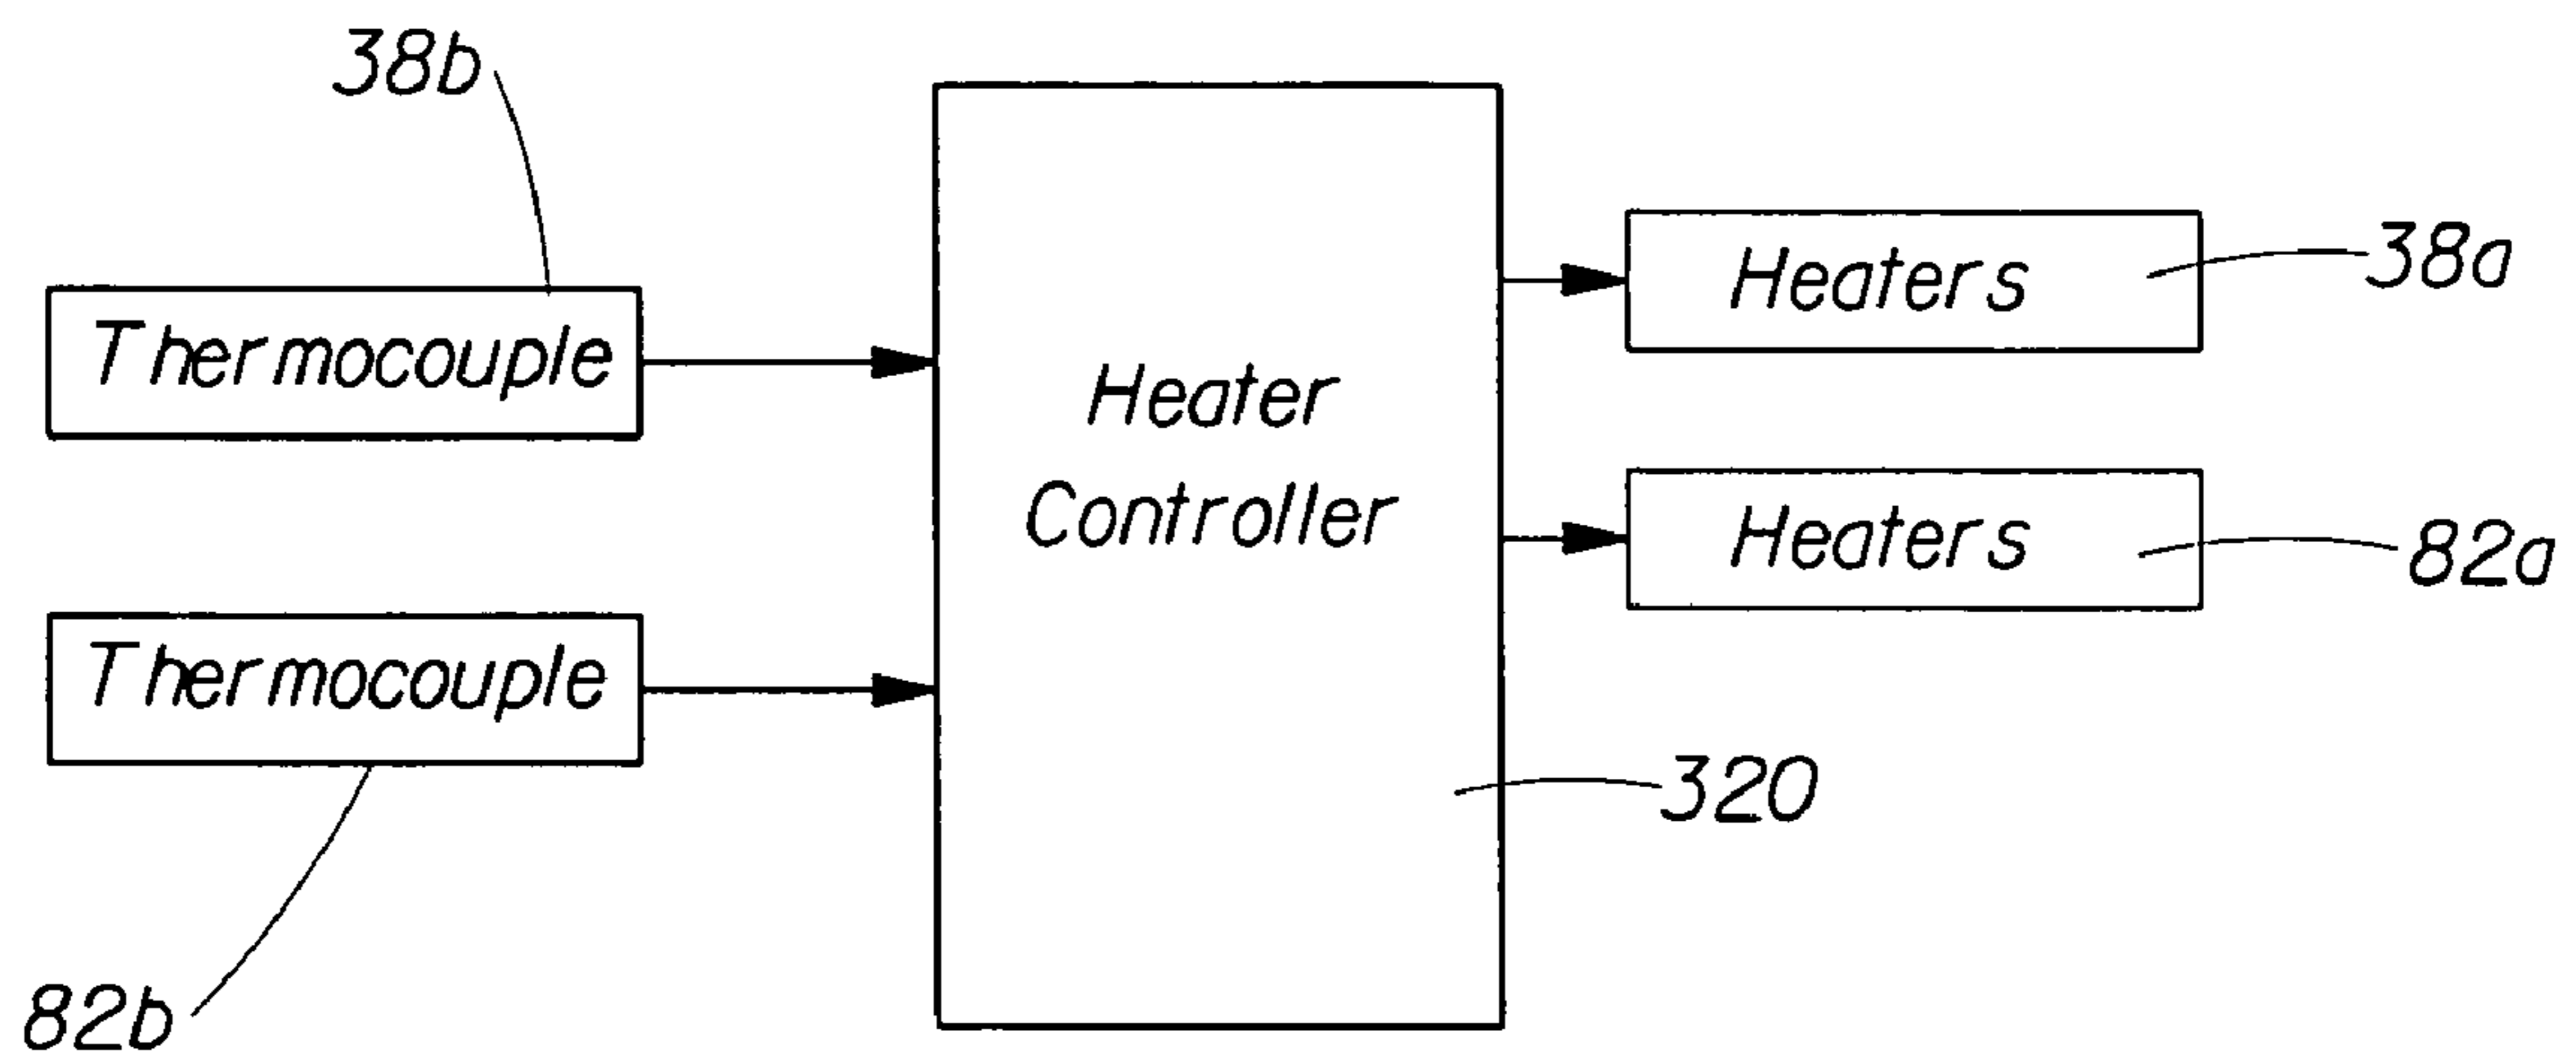 38b
Thermocouple
Heater
Controller
Heaters
38a
Heaters
82a
Thermocouple
320
82b